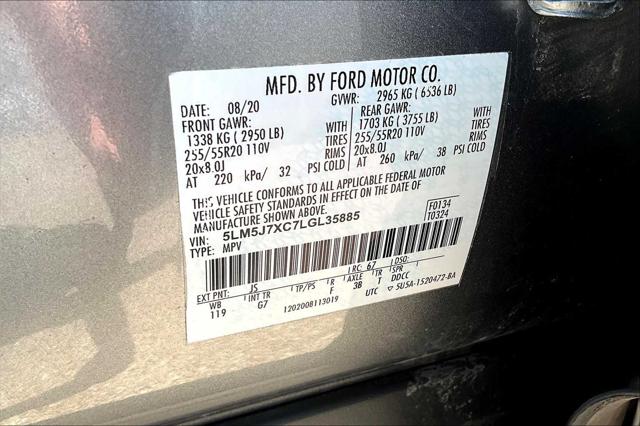 MFD. BY FORD MOTOR CO.
DATE: 08/20 GVWR: 2965 KG ( 6536 LB)
FRONT GAWR: REAR GAWR:
1338 KG ( 2950 LB) WITH 1703 KG ( 3755 LB) WITH
255/55R20 110V TIRES 255/55R20 110V TIRES
20x8.0J RIMS 20x8.0J RIMS
AT 220 kPa/ 32 PSI COLD AT 260 kPa/ 38 PSI COLD
THIS VEHICLE CONFORMS TO ALL APPLICABLE FEDERAL MOTOR
VEHICLE SAFETY STANDARDS IN EFFECT ON THE DATE OF
MANUFACTURE SHOWN ABOVE.
VIN: 5LM5J7XC7LGL35885 F0134
TYPE: MPV T0324
EXT PNT: JS RC: 67 DSO:
WB INT TR TP/PS R AXLE TR SPR
119 G7 F 3B T DDCC
1202008113019 UTC ▽ 5U5A-1520472-BA